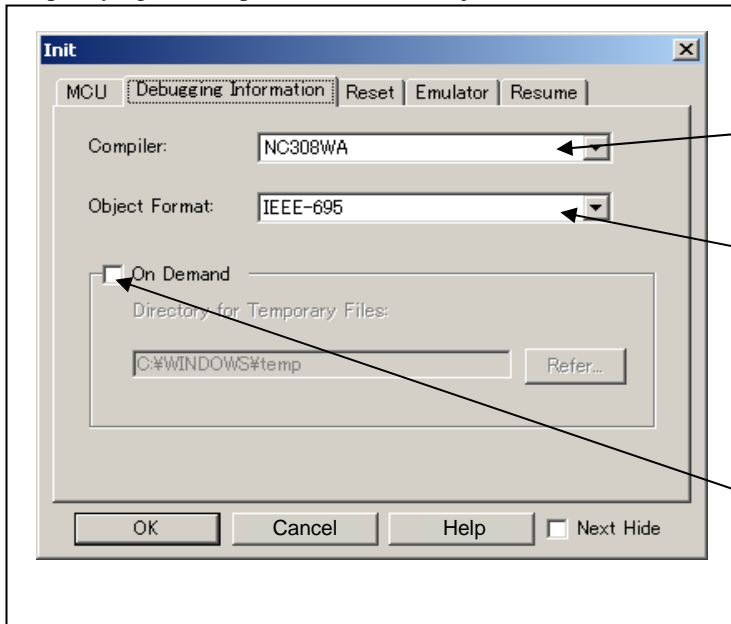 Init
MCU Debugging Information Reset Emulator Resume
Compiler: NC308WA
Object Format: IEEE-695
On Demand
Directory for Temporary Files:
C:¥WINDOWS¥temp Refer...
OK Cancel Help Next Hide